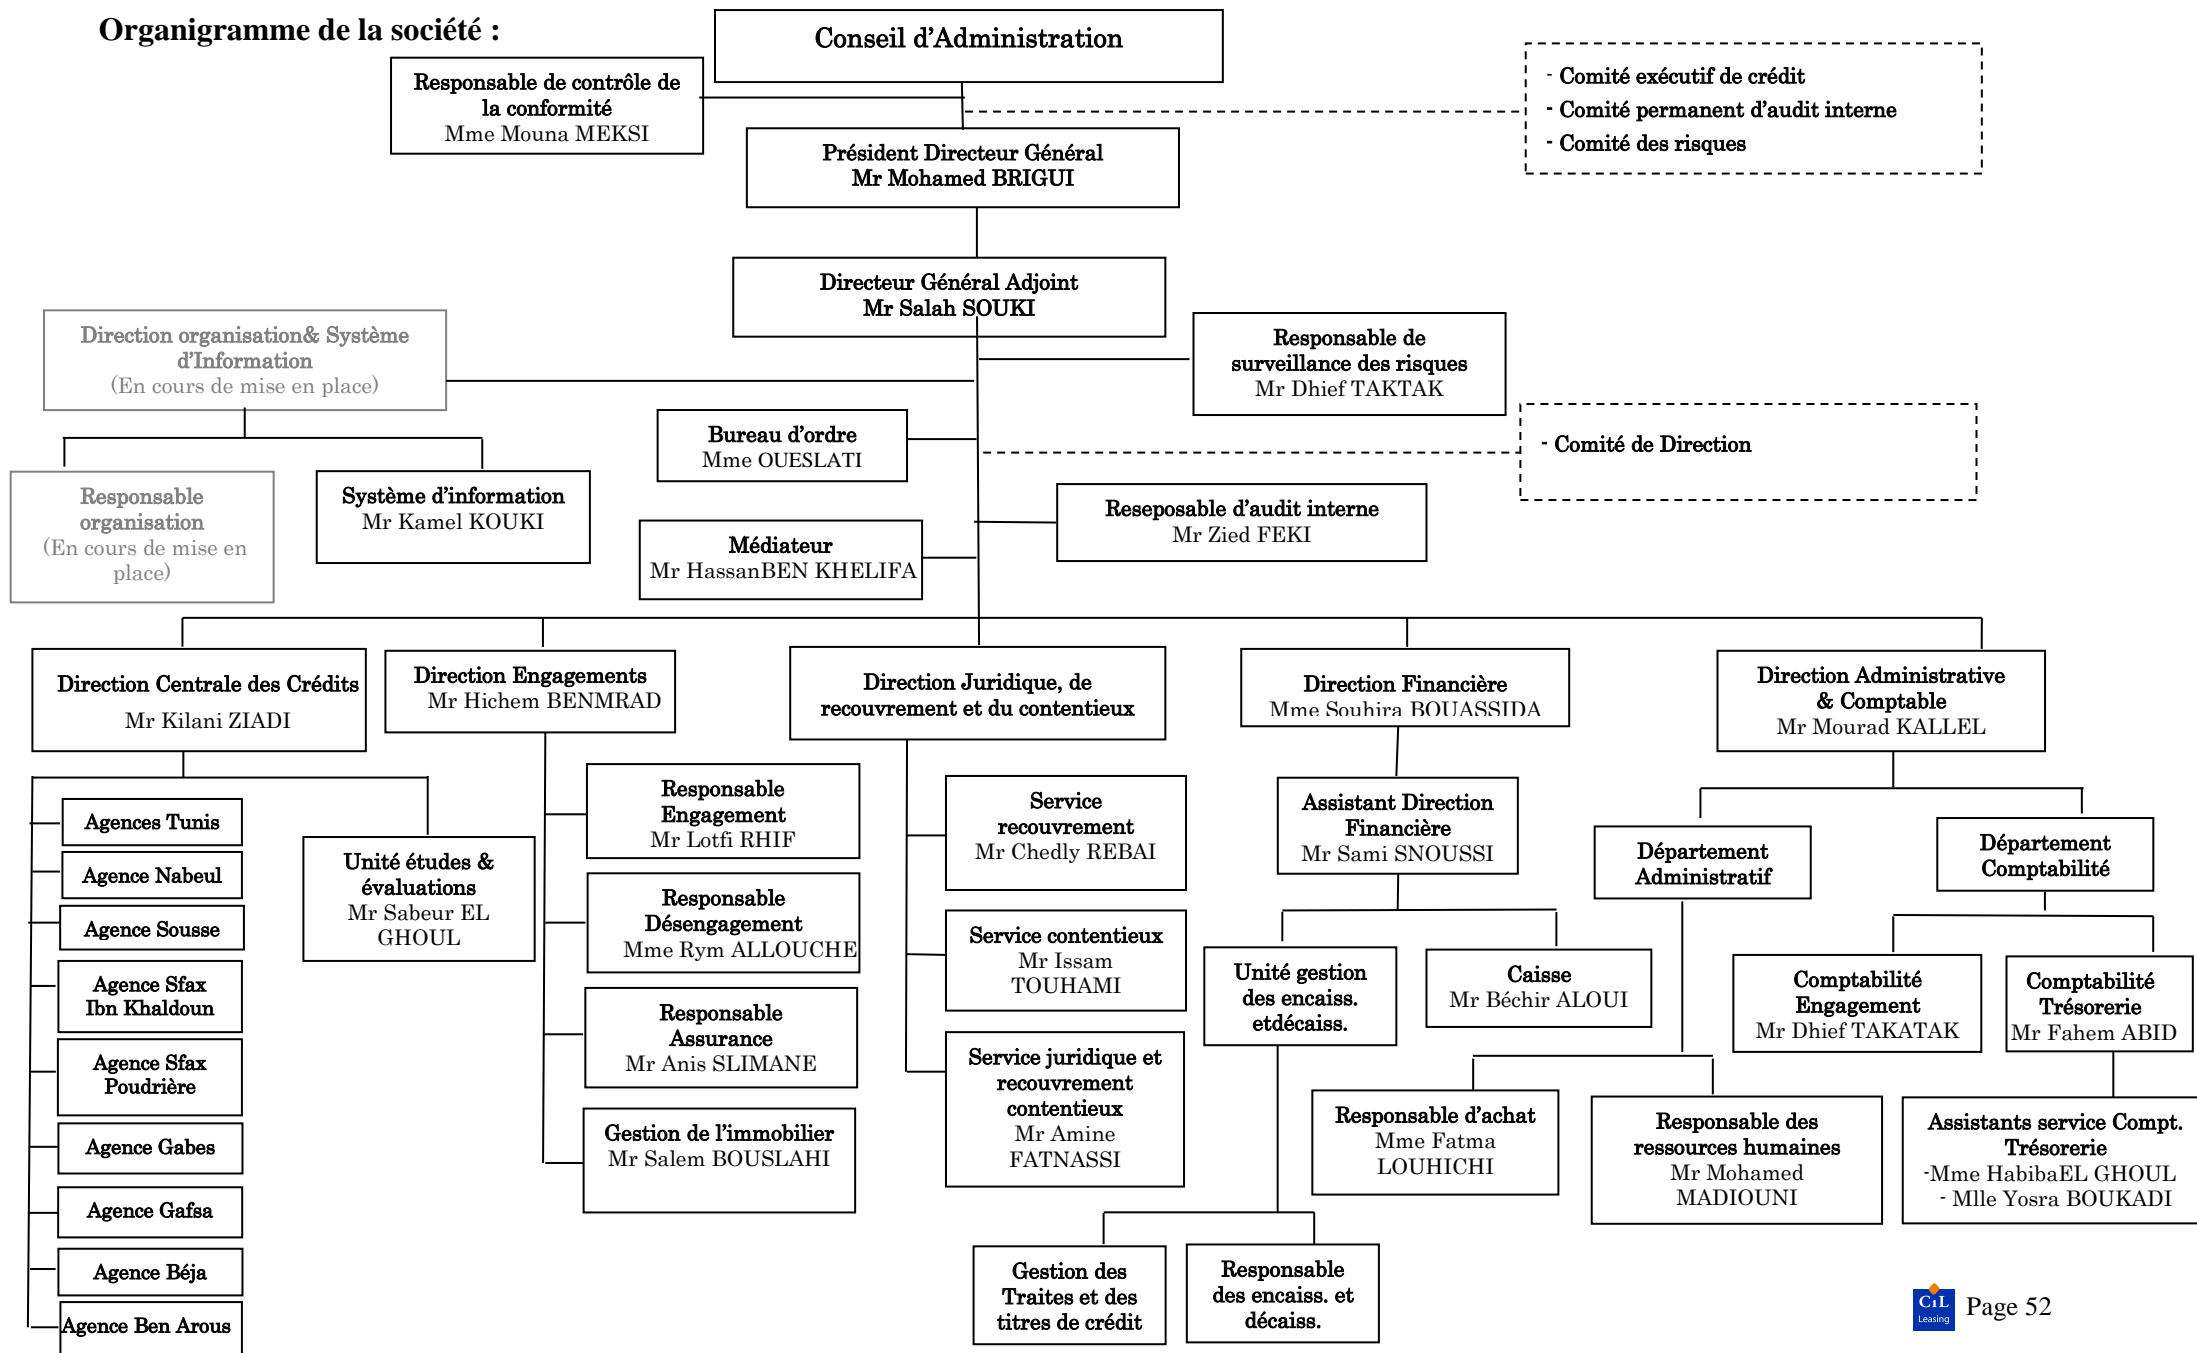 Organigramme de la société :
Conseil d'Administration
Responsable de contrôle de
la conformité
Mme Mouna MEKSI
- Comité exécutif de crédit
- Comité permanent d'audit interne
- Comité des risques
Président Directeur Général
Mr Mohamed BRIGUI
Directeur Général Adjoint
Mr Salah SOUKI
Direction organisation& Système
d'Information
(En cours de mise en place)
Responsable de
surveillance des risques
Mr Dhief TAKTAK
Bureau d'ordre
Mme OUESLATI
- Comité de Direction
Responsable
organisation
(En cours de mise en
place)
Système d'information
Mr Kamel KOUKI
Reseposable d'audit interne
Mr Zied FEKI
Médiateur
Mr HassanBEN KHELIFA
Direction Centrale des Crédits
Mr Kilani ZIADI
Direction Engagements
Mr Hichem BENMRAD
Direction Juridique, de
recouvrement et du contentieux
Direction Financière
Mme Souhira BOUASSIDA
Direction Administrative
& Comptable
Mr Mourad KALLEL
Agences Tunis
Agence Nabeul
Agence Sousse
Agence Sfax
Ibn Khaldoun
Agence Sfax
Poudrière
Agence Gabes
Agence Gafsa
Agence Béja
Agence Ben Arous
Unité études &
évaluations
Mr Sabeur EL
GHOUL
Responsable
Engagement
Mr Lotfi RHIF
Responsable
Désengagement
Mme Rym ALLOUCHE
Responsable
Assurance
Mr Anis SLIMANE
Gestion de l'immobilier
Mr Salem BOUSLAHI
Service
recouvrement
Mr Chedly REBAI
Service contentieux
Mr Issam
TOUHAMI
Service juridique et
recouvrement
contentieux
Mr Amine
FATNASSI
Assistant Direction
Financière
Mr Sami SNOUSSI
Unité gestion
des encaiss.
etdécaiss.
Caisse
Mr Béchir ALOUI
Gestion des
Traites et des
titres de crédit
Responsable
des encaiss. et
décaiss.
Département
Administratif
Département
Comptabilité
Responsable d'achat
Mme Fatma
LOUHICHI
Responsable des
ressources humaines
Mr Mohamed
MADIOUNI
Comptabilité
Engagement
Mr Dhief TAKATAK
Comptabilité
Trésorerie
Mr Fahem ABID
Assistants service Compt.
Trésorerie
-Mme HabibaEL GHOUL
- Mlle Yosra BOUKADI
CIL
Leasing
Page 52